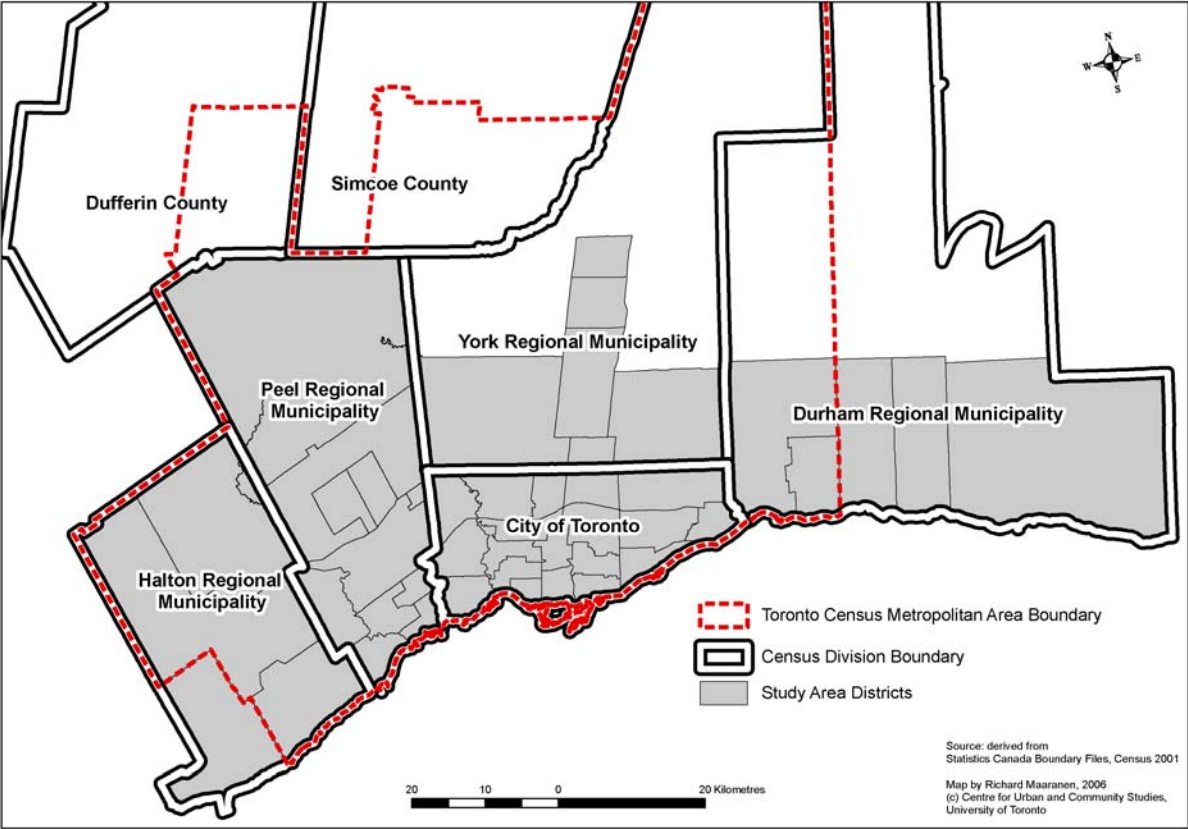 N
W E
S
Dufferin County
Simcoe County
York Regional Municipality
Peel Regional
Municipality
Durham Regional Municipality
City of Toronto
Halton Regional
Municipality
Toronto Census Metropolitan Area Boundary
Census Division Boundary
Study Area Districts
Source: derived from
Statistics Canada Boundary Files, Census 2001
Map by Richard Maaranen, 2006
(c) Centre for Urban and Community Studies,
University of Toronto
20 10 0 20 Kilometres